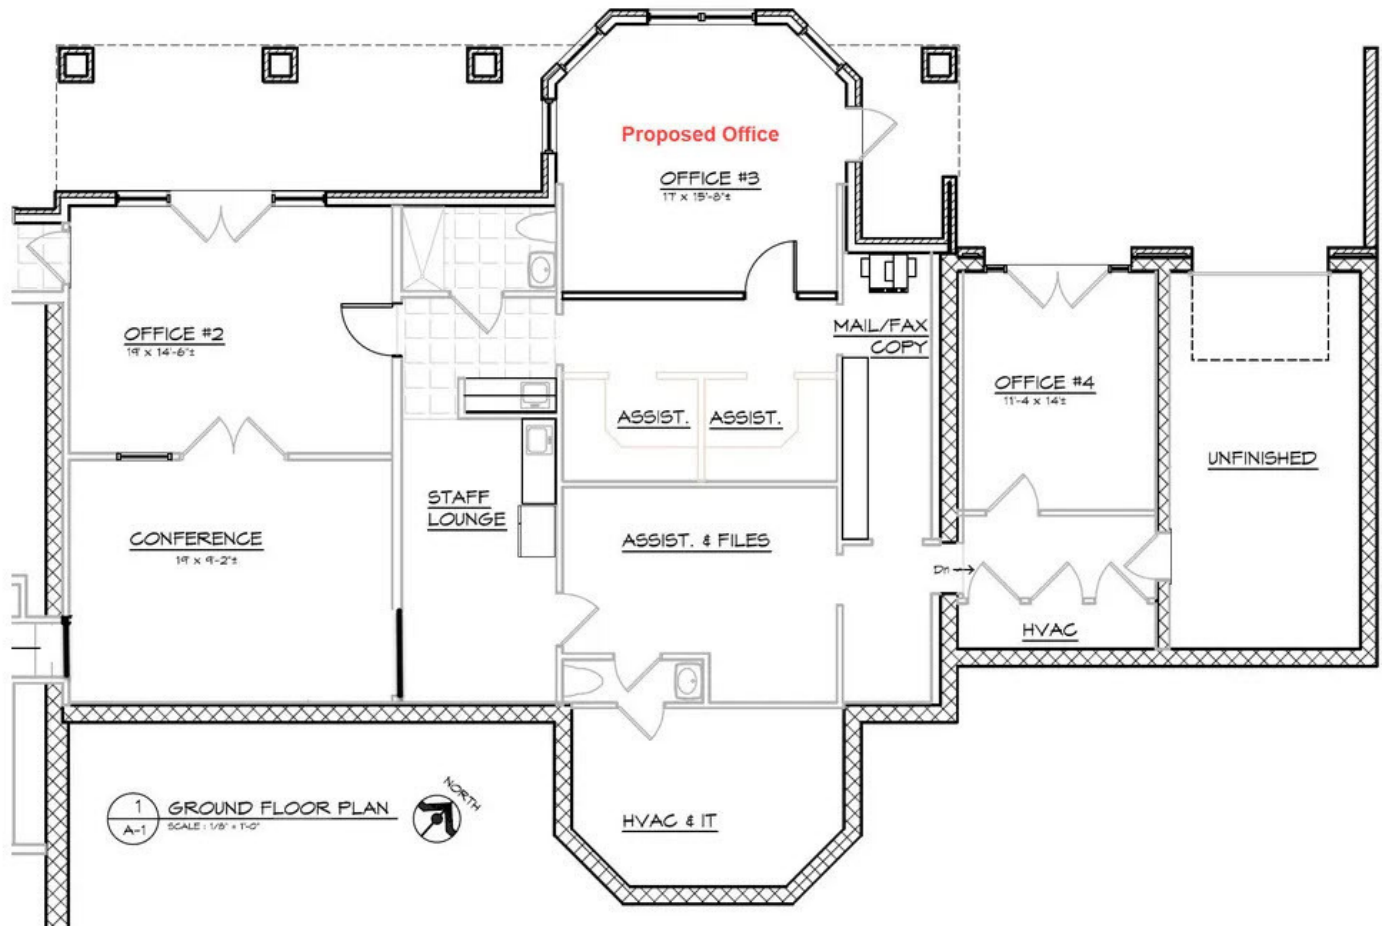 Proposed Office
OFFICE #3
17' x 15'-8"±
OFFICE #2
19' x 14'-6"±
MAIL/FAX
COPY
OFFICE #4
11'-4 x 14'±
ASSIST.
ASSIST.
UNFINISHED
STAFF
LOUNGE
CONFERENCE
19' x 9'-2"±
ASSIST. & FILES
Dn
HVAC
HVAC & IT
1
A-1
GROUND FLOOR PLAN
SCALE : 1/8" = 1'-0"
NORTH